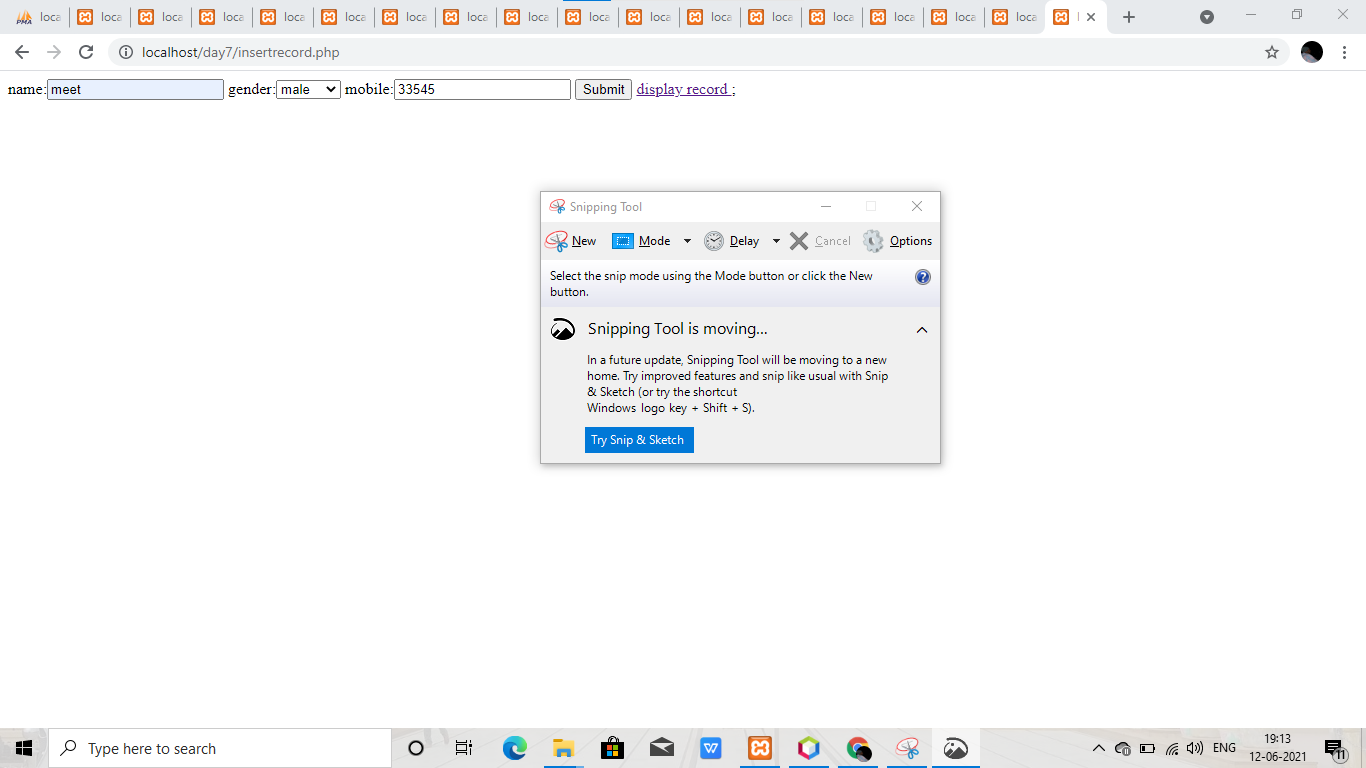 loca loca loca loca loca loca loca loca loca loca loca loca loca loca loca loca loca
localhost/day7/insertrecord.php
name: meet gender: male mobile: 33545 Submit display record ;
Snipping Tool
New Mode Delay Cancel Options
Select the snip mode using the Mode button or click the New
button.
Snipping Tool is moving...
In a future update, Snipping Tool will be moving to a new
home. Try improved features and snip like usual with Snip
& Sketch (or try the shortcut
Windows logo key + Shift + S).
Try Snip & Sketch
Type here to search
ENG
19:13
12-06-2021
11